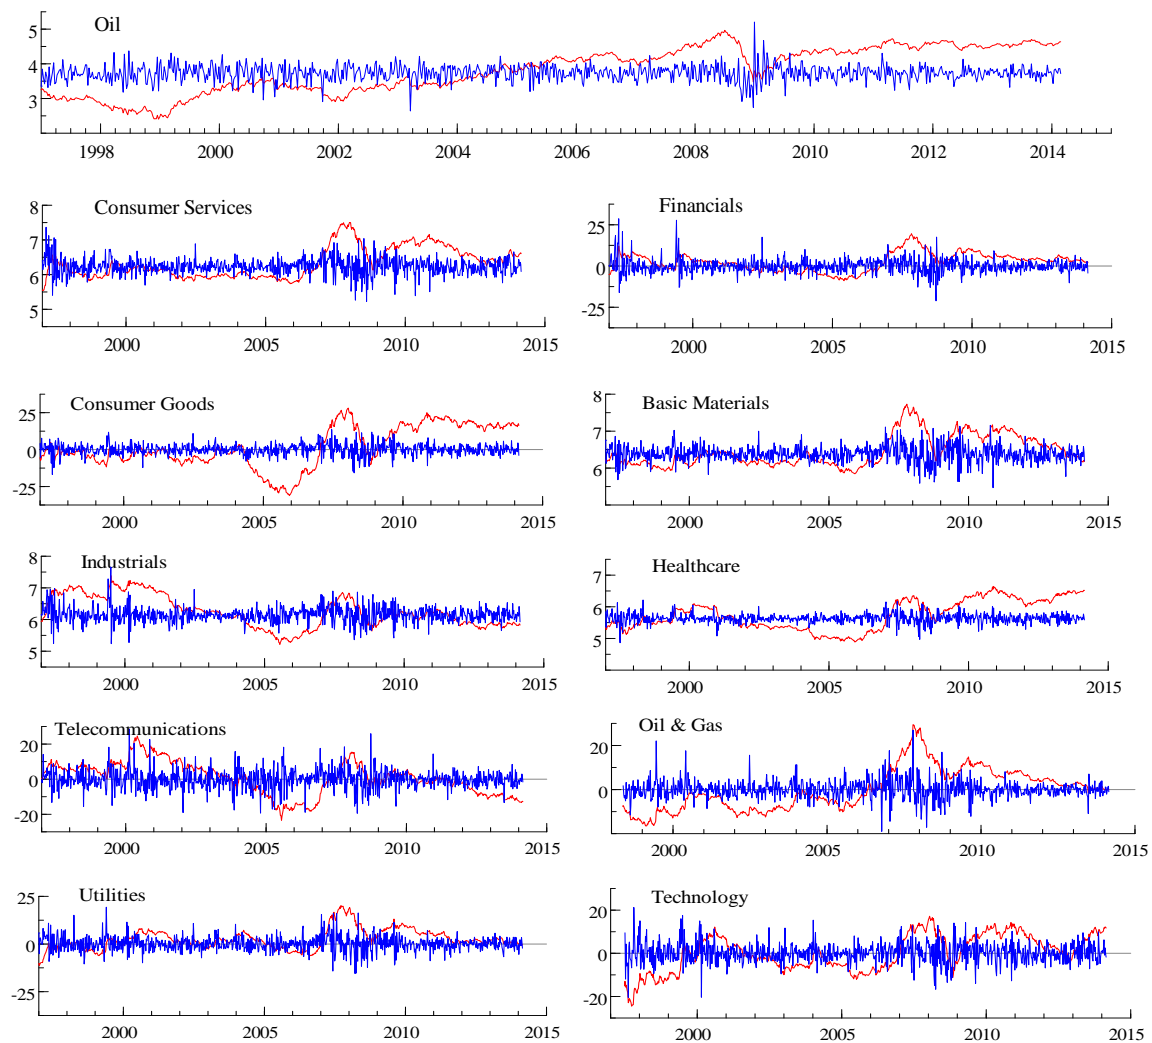 Oil
5
4
3
1998 2000 2002 2004 2006 2008 2010 2012 2014
Consumer Services
8
7
6
5
2000 2005 2010 2015
Financials
25
0
-25
2000 2005 2010 2015
Consumer Goods
25
0
-25
2000 2005 2010 2015
Basic Materials
8
7
6
2000 2005 2010 2015
Industrials
8
7
6
5
2000 2005 2010 2015
Healthcare
7
6
5
2000 2005 2010 2015
Telecommunications
20
0
-20
2000 2005 2010 2015
Oil & Gas
20
0
2000 2005 2010 2015
Utilities
25
0
-25
2000 2005 2010 2015
Technology
20
0
-20
2000 2005 2010 2015